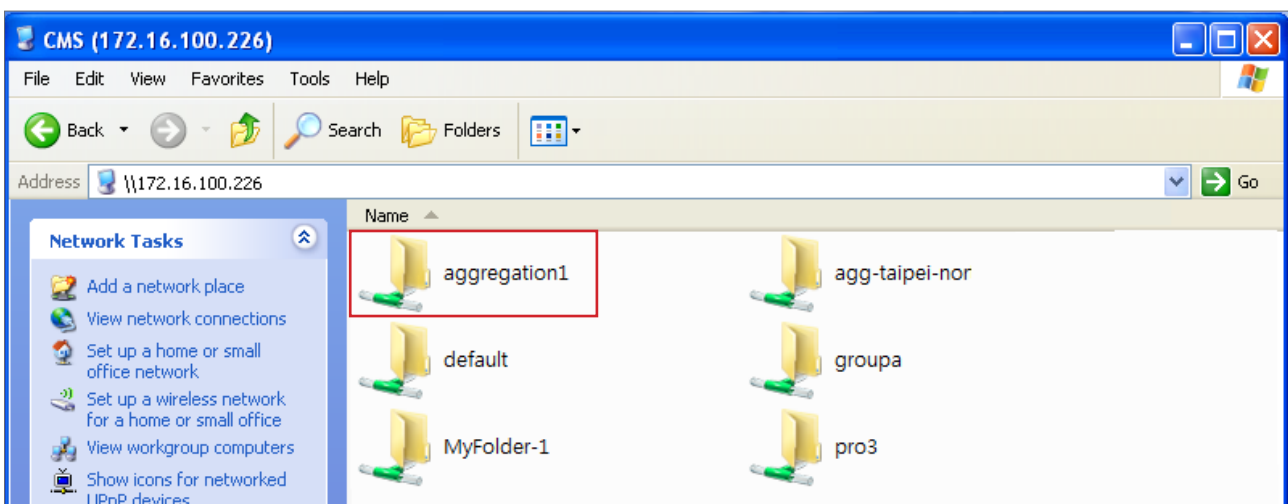 CMS (172.16.100.226)
File Edit View Favorites Tools Help
Back Search Folders
Address \\172.16.100.226 Go
Name
Network Tasks
Add a network place
View network connections
Set up a home or small
office network
Set up a wireless network
for a home or small office
View workgroup computers
Show icons for networked
UPnP devices
aggregation1 agg-taipei-nor
default groupa
MyFolder-1 pro3